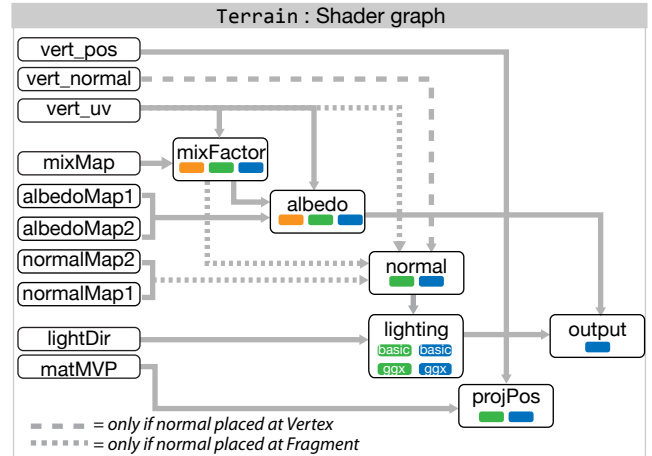 Terrain : Shader graph
vert_pos
vert_normal
vert_uv
mixFactor
mixMap
albedoMap1
albedo
albedoMap2
normalMap2
normal
normalMap1
lighting
output
lightDir
basic basic
matMVP
ggx ggx
projPos
= only if normal placed at Vertex
= only if normal placed at Fragment